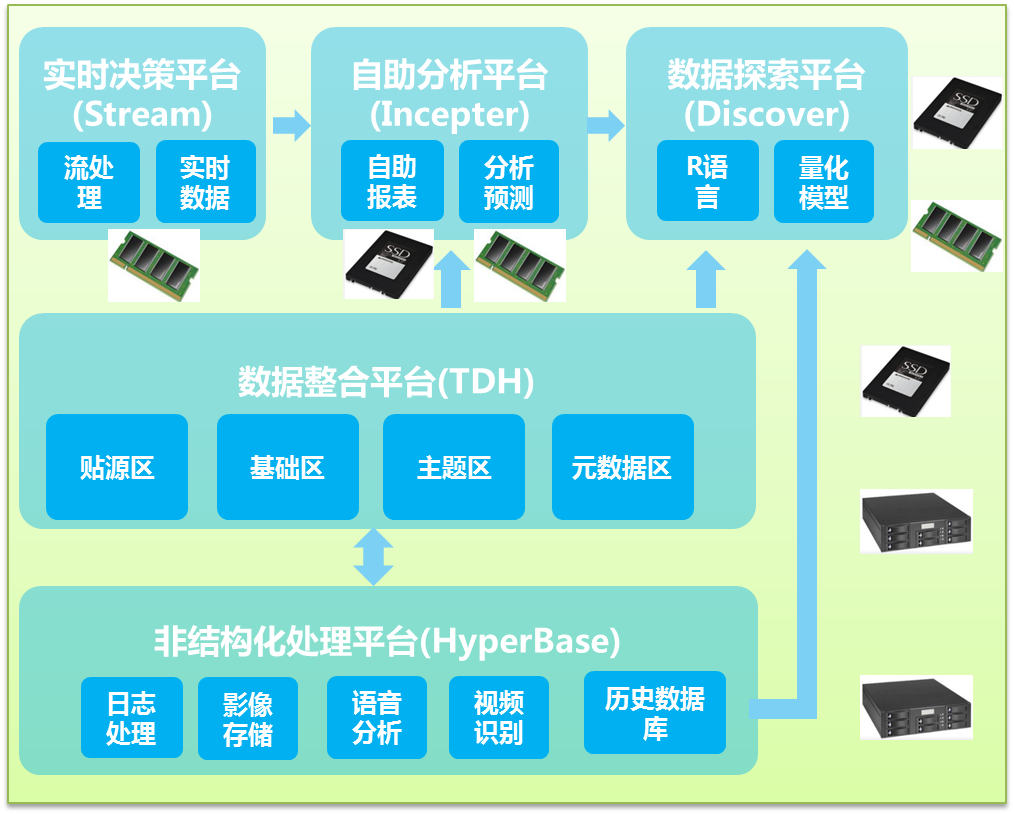 实时决策平台
(Stream)
流处
理
实时
数据
自助分析平台
(Incepter)
自助
报表
分析
预测
数据探索平台
(Discover)
R语
言
量化
模型
SSD
SSD
数据整合平台(TDH)
贴源区
基础区
主题区
元数据区
SSD
非结构化处理平台(HyperBase)
日志
处理
影像
存储
语音
分析
视频
识别
历史数据
库